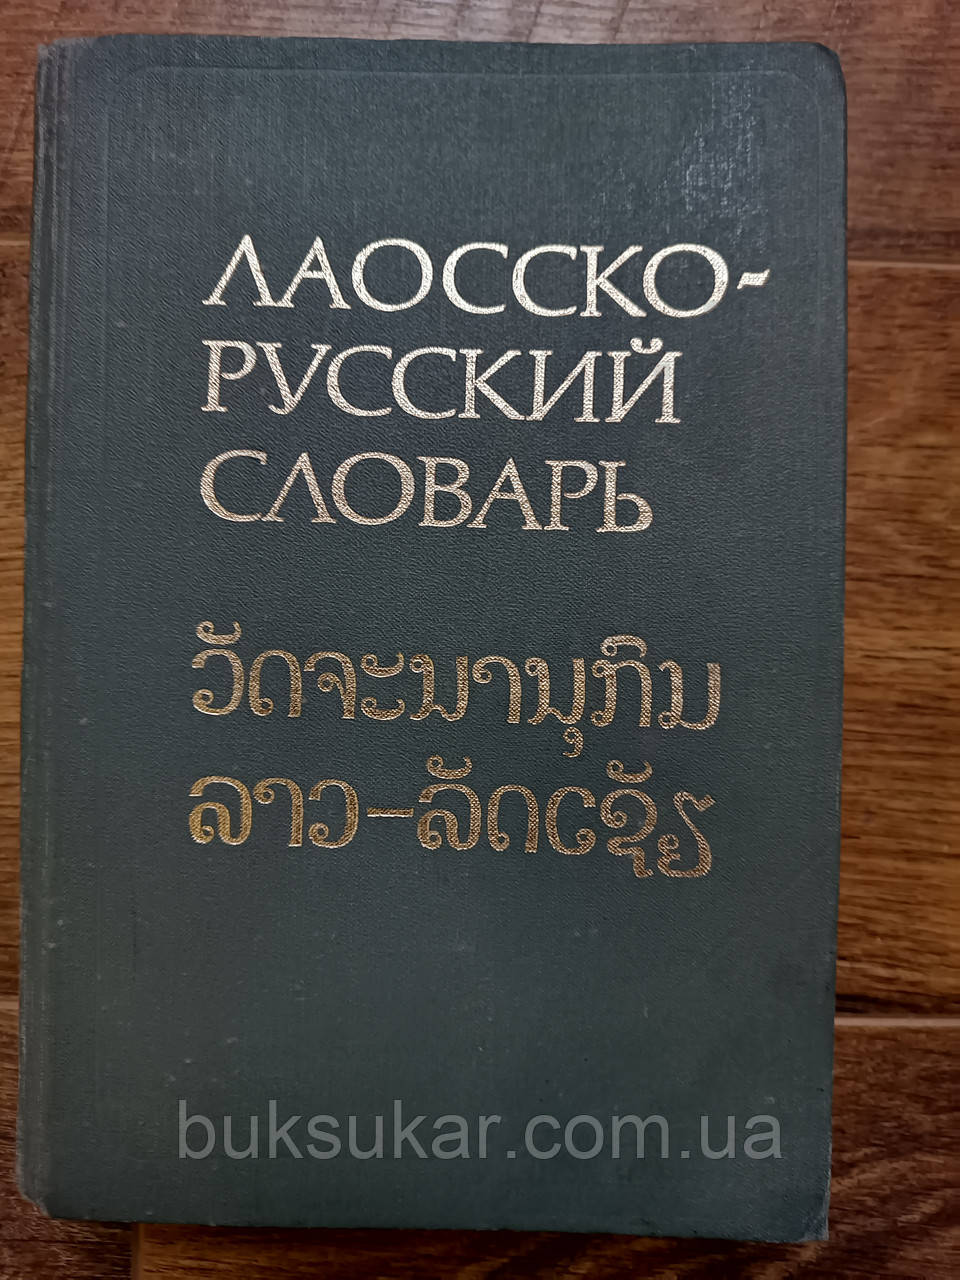 ЛАОССКО-
РУССКИЙ
СЛОВАРЬ
ວັດຈະນານຸກົມ
ລາວ-ລັດເຊັຽ
buksukar.com.ua